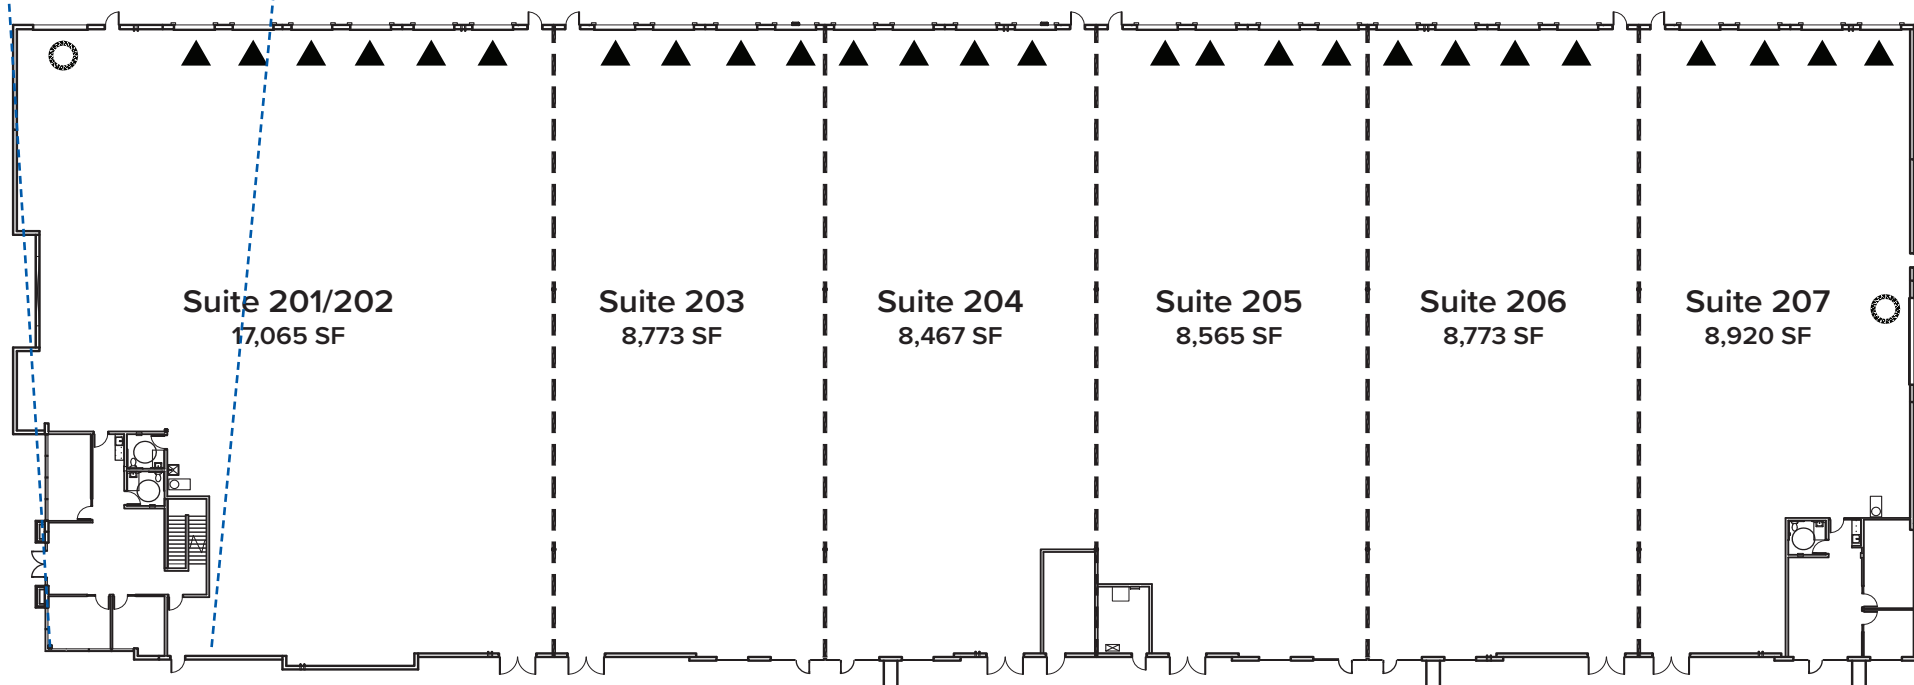 Suite 201/202
17,065 SF
Suite 203
8,773 SF
Suite 204
8,467 SF
Suite 205
8,565 SF
Suite 206
8,773 SF
Suite 207
8,920 SF